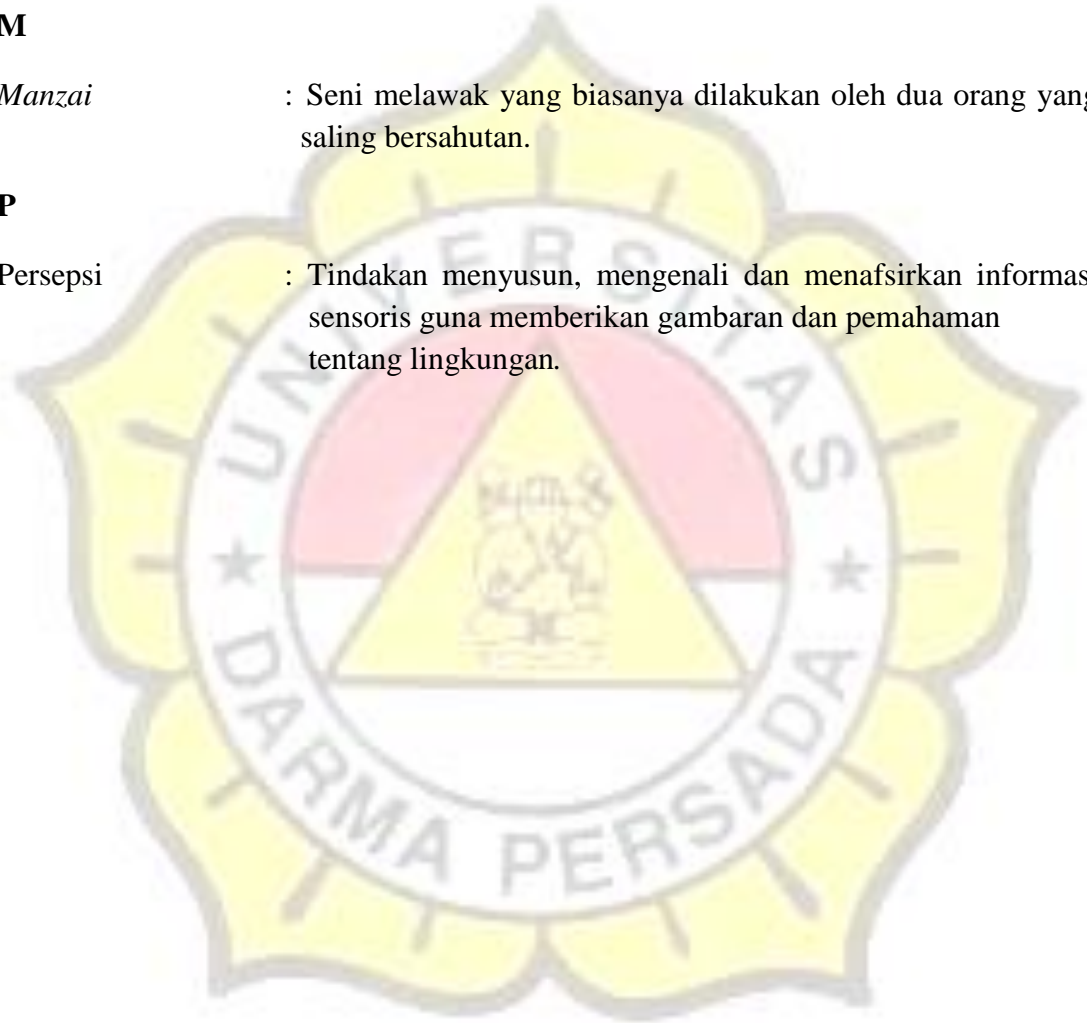 M
Manzai : Seni melawak yang biasanya dilakukan oleh dua orang yang
saling bersahutan.
P
Persepsi : Tindakan menyusun, mengenali dan menafsirkan informasi
sensoris guna memberikan gambaran dan pemahaman
tentang lingkungan.
UNIVERSITAS
DARMA PERSADA